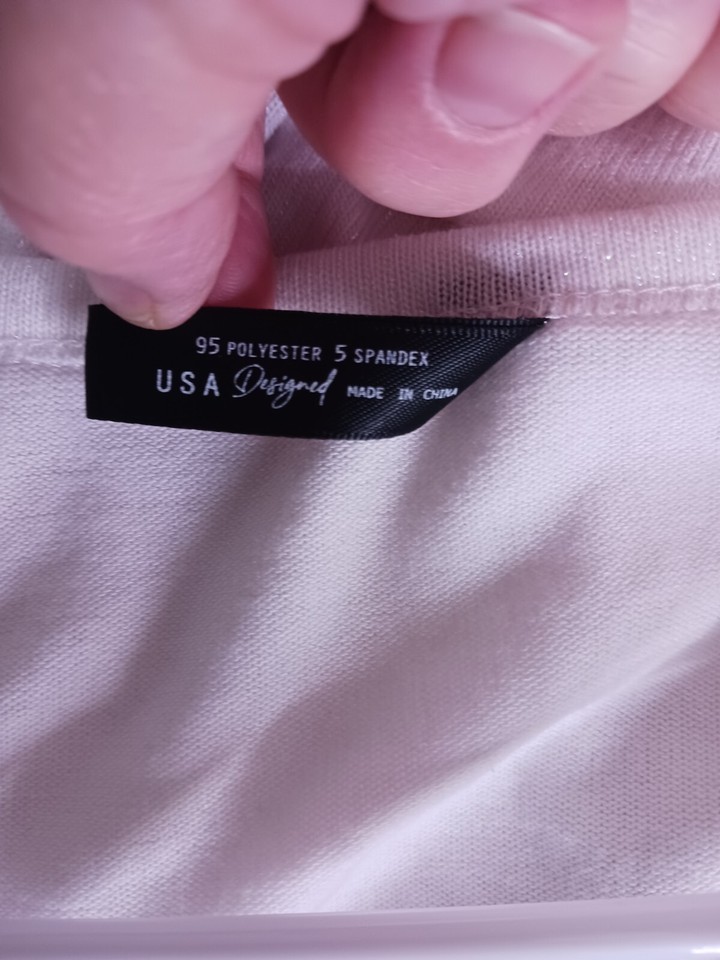 95 POLYESTER 5 SPANDEX
USA Designed MADE IN CHINA